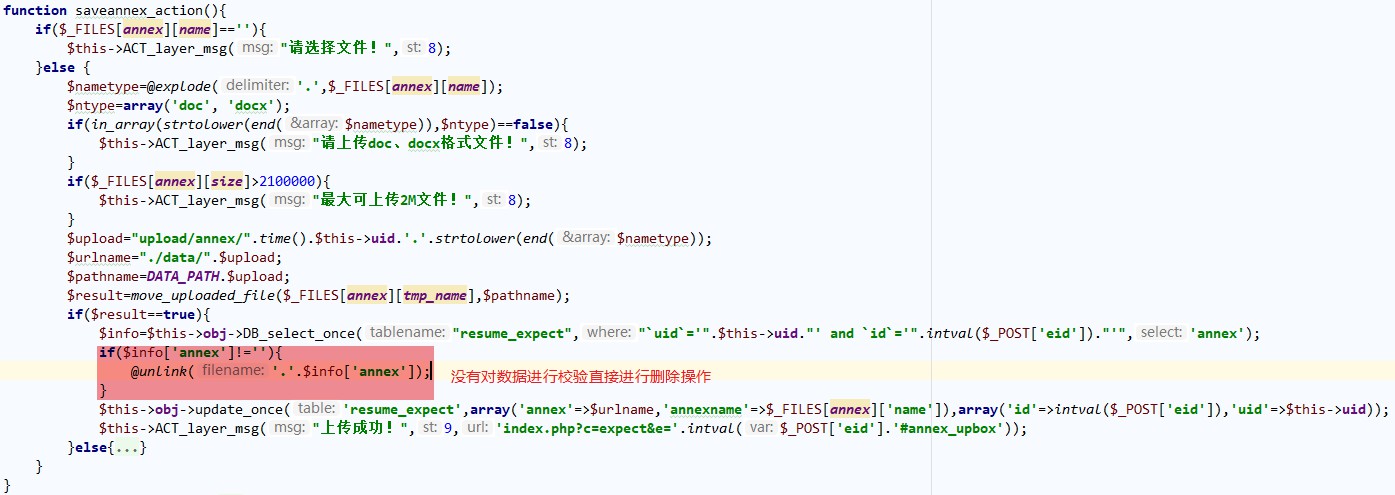 function saveannex_action(){
if($_FILES[annex][name]==''){
$this->ACT_layer_msg( msg: "请选择文件！", st: 8);
}else {
$nametype=@explode( delimiter: '.',$_FILES[annex][name]);
$ntype=array('doc', 'docx');
if(in_array(strtolower(end( &array: $nametype)),$ntype)==false){
$this->ACT_layer_msg( msg: "请上传doc、docx格式文件！", st: 8);
}
if($_FILES[annex][size]>2100000){
$this->ACT_layer_msg( msg: "最大可上传2M文件！", st: 8);
}
$upload="upload/annex/".time().$this->uid.'.'.strtolower(end( &array: $nametype));
$urlname="./data/".$upload;
$pathname=DATA_PATH.$upload;
$result=move_uploaded_file($_FILES[annex][tmp_name],$pathname);
if($result==true){
$info=$this->obj->DB_select_once( tablename: "resume_expect", where: "`uid`='".$this->uid."' and `id`='".intval($_POST['eid'])."'", select: 'annex');
if($info['annex']!=''){
@unlink( filename: '.'.$info['annex']); 没有对数据进行校验直接进行删除操作
}
$this->obj->update_once( table: 'resume_expect',array('annex'=>$urlname,'annexname'=>$_FILES[annex]['name']),array('id'=>intval($_POST['eid']),'uid'=>$this->uid));
$this->ACT_layer_msg( msg: "上传成功！", st: 9, url: 'index.php?c=expect&e='.intval( var: $_POST['eid'].'#annex_upbox'));
}else{...}
}
}